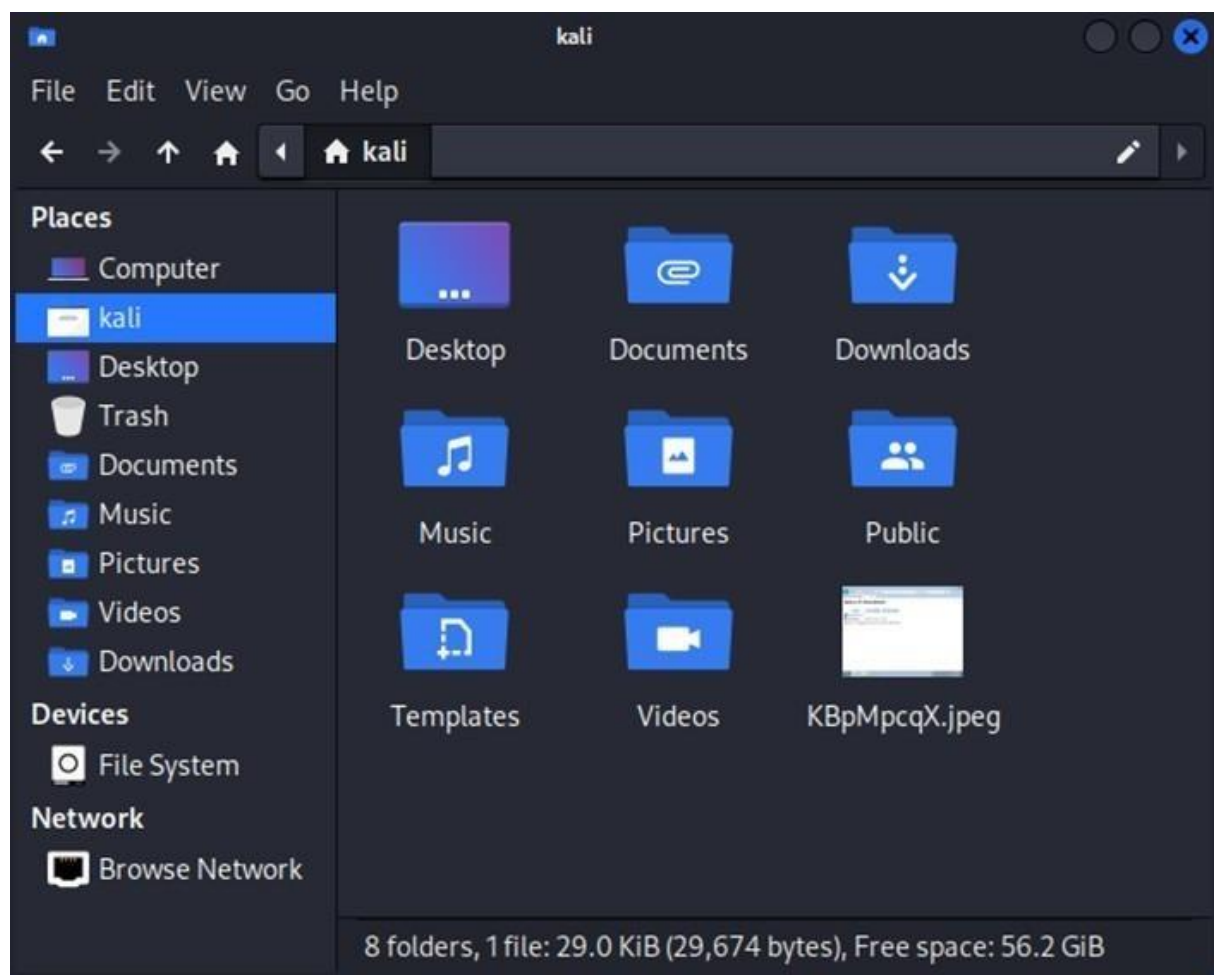 kali
File Edit View Go Help
kali
Places
Computer
kali
Desktop
Trash
Documents
Music
Pictures
Videos
Downloads
Devices
File System
Network
Browse Network
Desktop Documents Downloads
Music Pictures Public
Templates Videos KBpMpcqX.jpeg
8 folders, 1 file: 29.0 KiB (29,674 bytes), Free space: 56.2 GiB